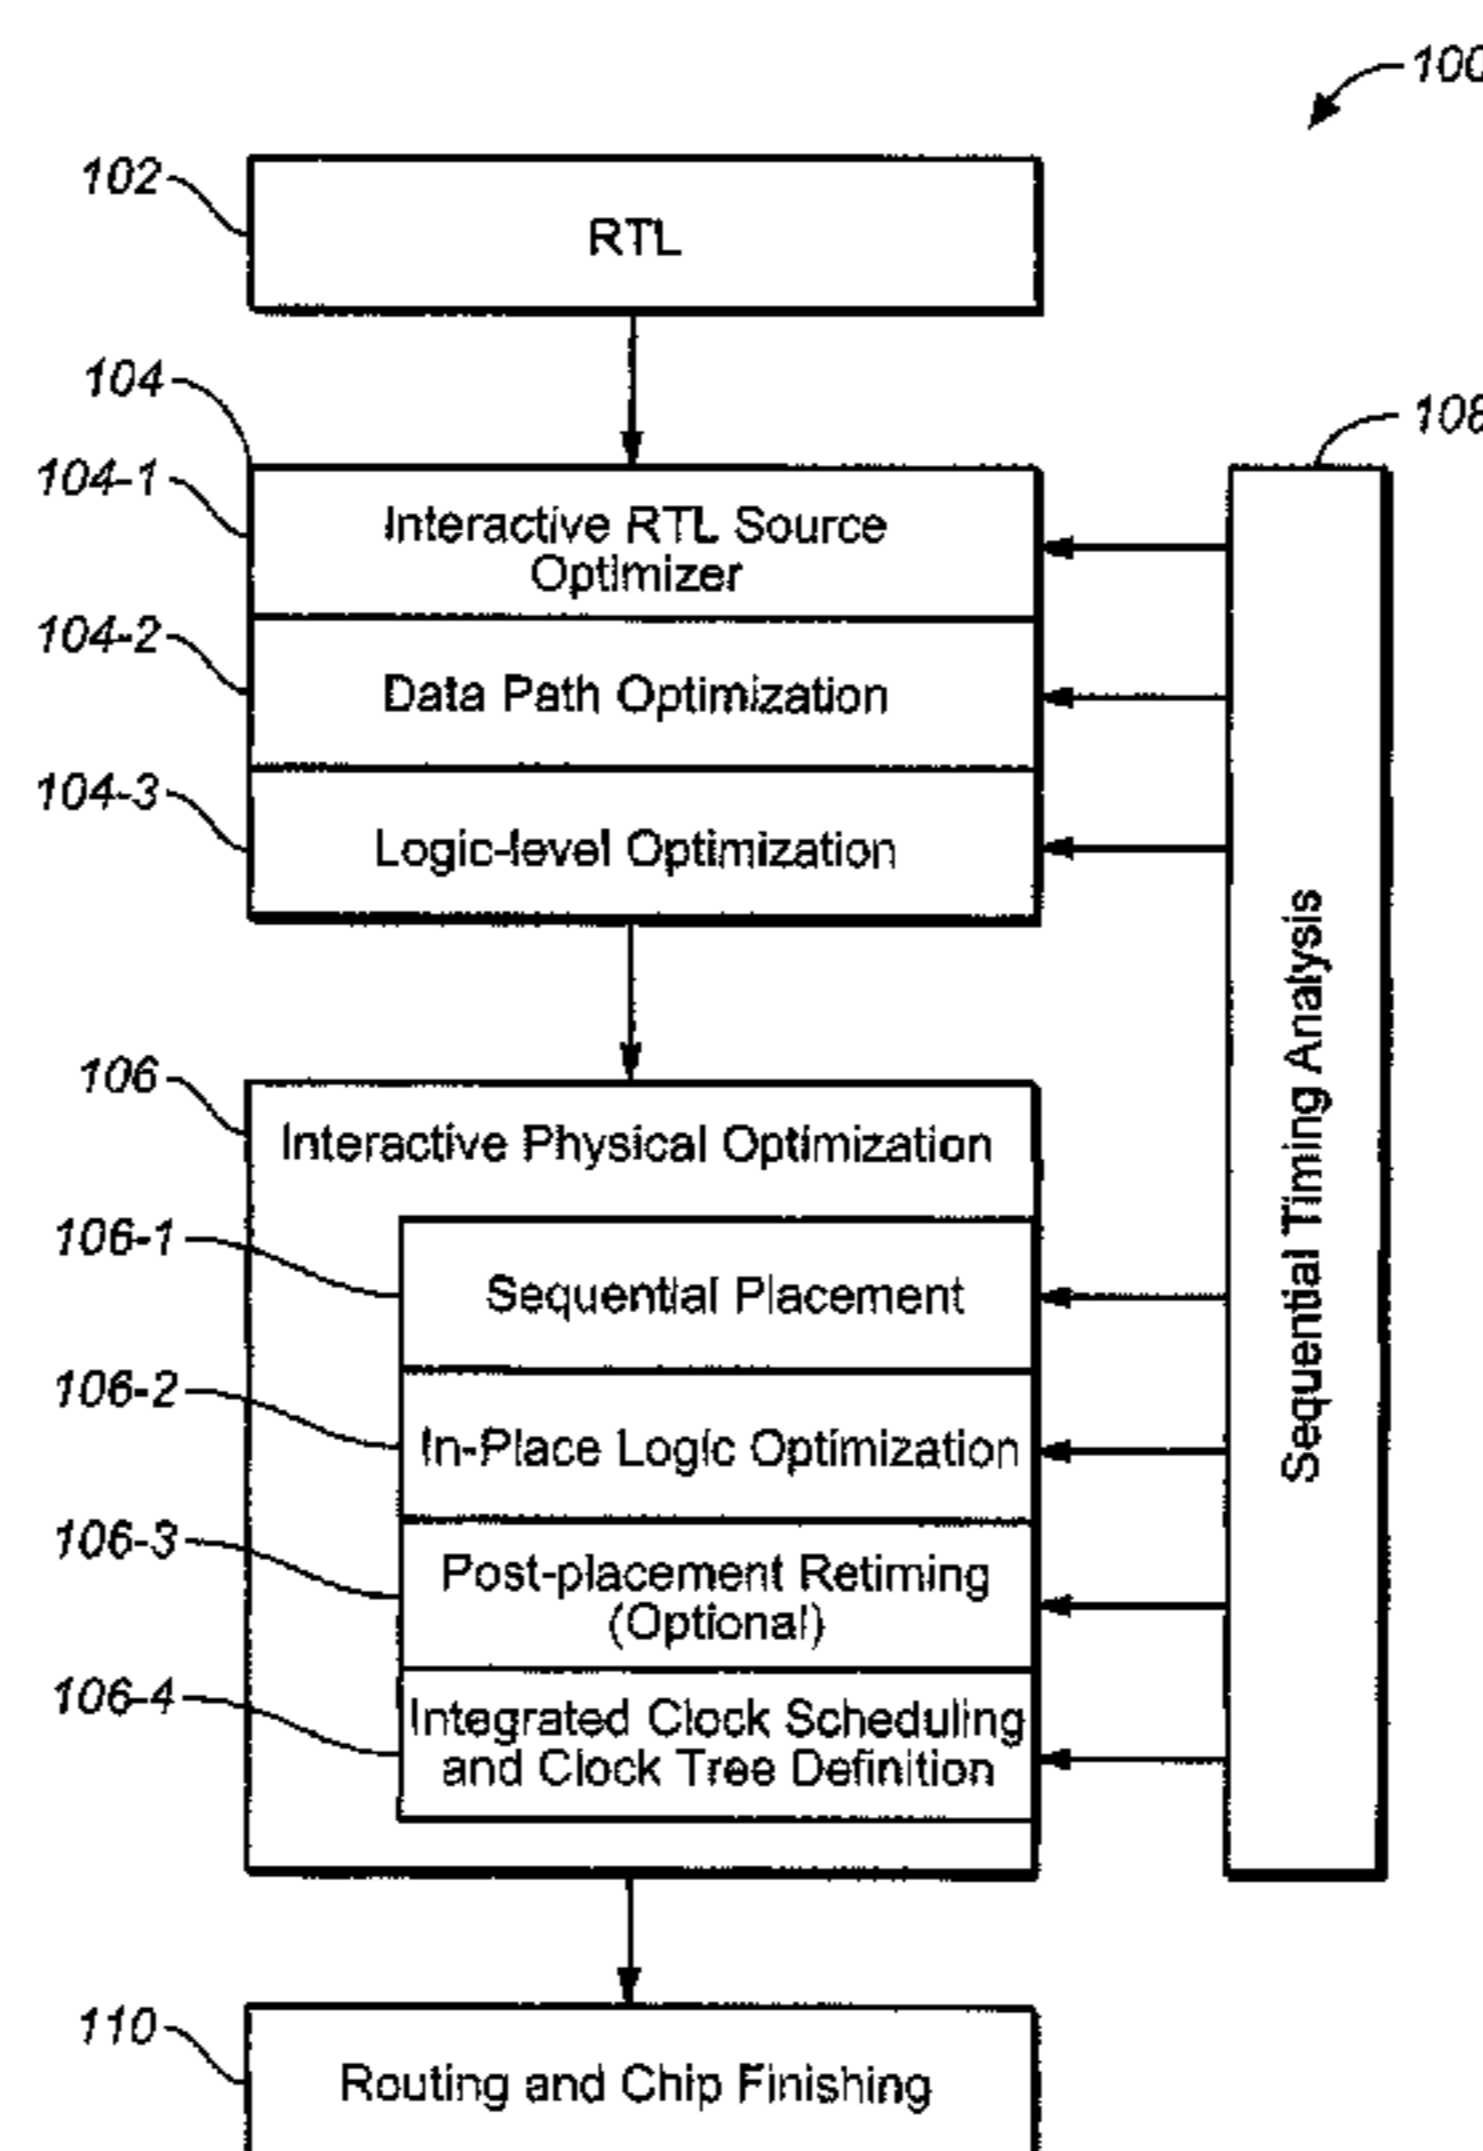 100
102
RTL
104
108
104-1
Interactive RTL Source
Optimizer
104-2
Data Path Optimization
104-3
Logic-level Optimization
Sequential Timing Analysis
106
Interactive Physical Optimization
106-1
Sequential Placement
106-2
In-Place Logic Optimization
106-3
Post-placement Retiming
(Optional)
106-4
Integrated Clock Scheduling
and Clock Tree Definition
110
Routing and Chip Finishing